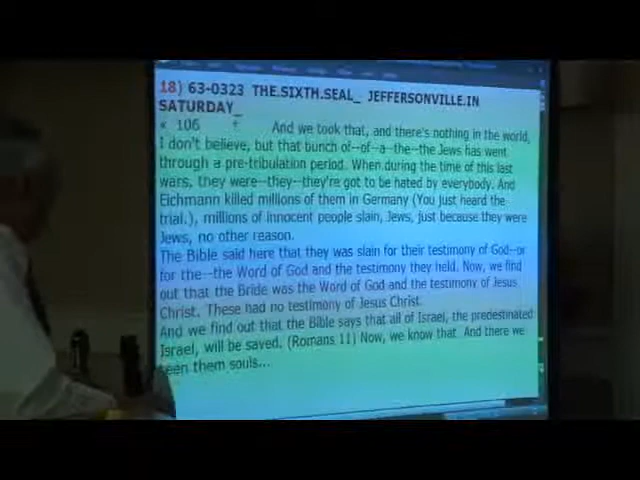 18) 63-0323 THE.SIXTH.SEAL_ JEFFERSONVILLE.IN
SATURDAY_
« 106 And we took that, and there's nothing in the world,
I don't believe, but that bunch of--of--a--the--the Jews has went
through a pre-tribulation period. When during the time of this last
wars, they were--they--they're got to be hated by everybody. And
Eichmann killed millions of them in Germany (You just heard the
trial.), millions of innocent people slain, Jews, just because they were
Jews, no other reason.
The Bible said here that they was slain for their testimony of God--or
for the--the Word of God and the testimony they held. Now, we find
out that the Bride was the Word of God and the testimony of Jesus
Christ. These had no testimony of Jesus Christ.
And we find out that the Bible says that all of Israel, the predestinated
Israel, will be saved. (Romans 11) Now, we know that. And there we
seen them souls...